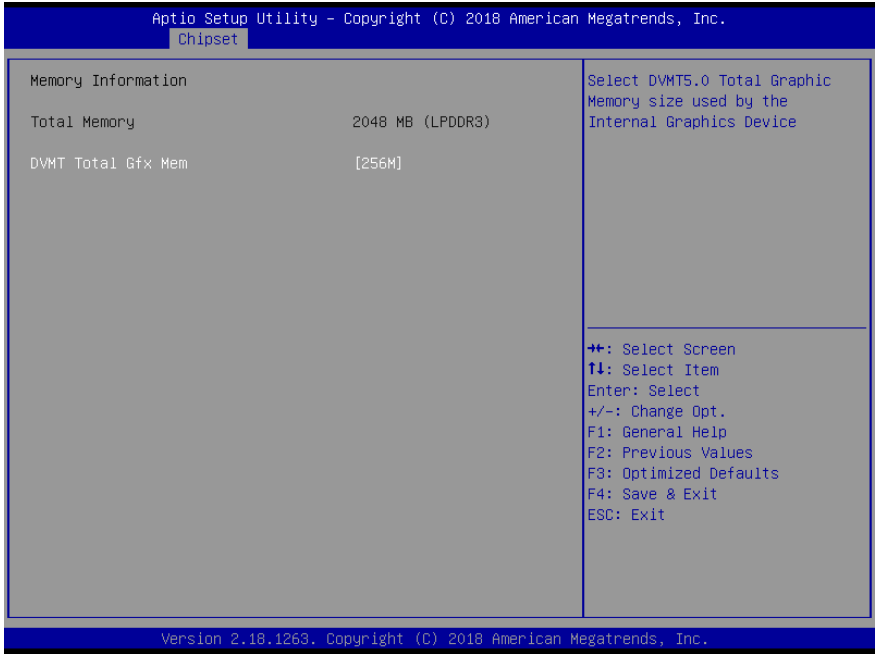 Aptio Setup Utility – Copyright (C) 2018 American Megatrends, Inc.
Chipset
Memory Information
Total Memory 2048 MB (LPDDR3)
DVMT Total Gfx Mem [256M]
Select DVMT5.0 Total Graphic
Memory size used by the
Internal Graphics Device
→←: Select Screen
↑↓: Select Item
Enter: Select
+/-: Change Opt.
F1: General Help
F2: Previous Values
F3: Optimized Defaults
F4: Save & Exit
ESC: Exit
Version 2.18.1263. Copyright (C) 2018 American Megatrends, Inc.